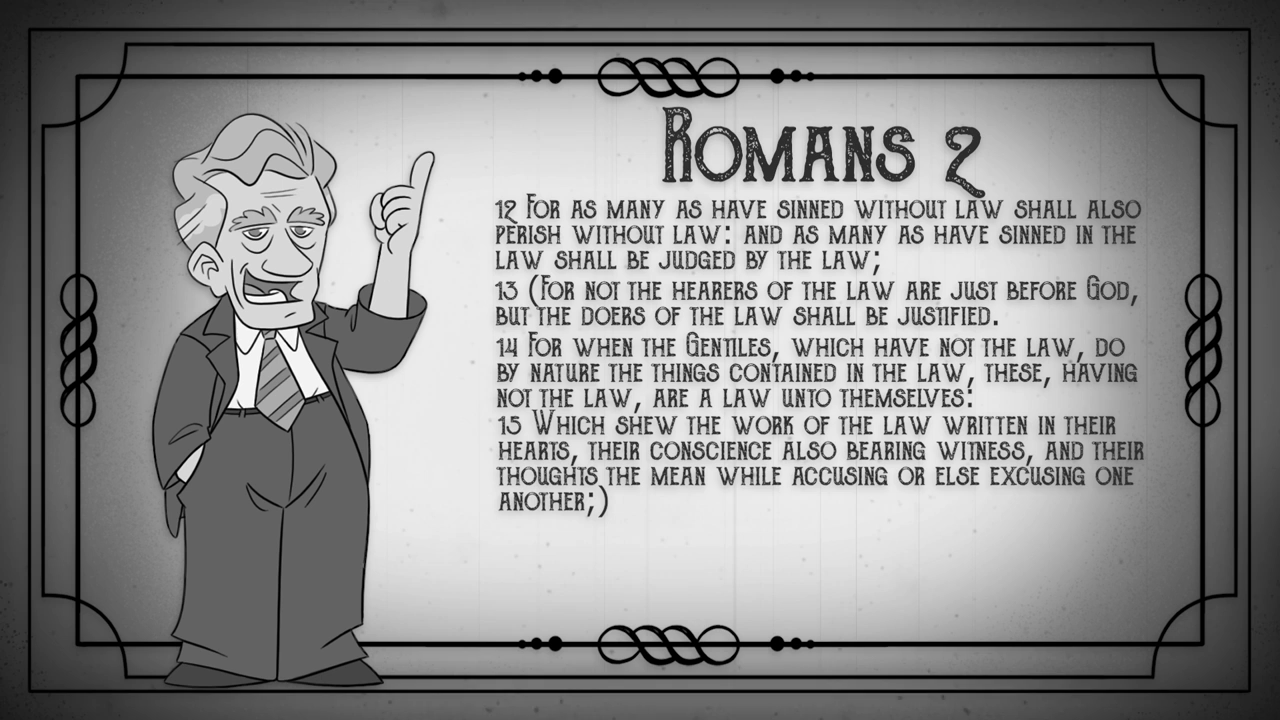 Romans 2
12 For as many as have sinned without law shall also
perish without law: and as many as have sinned in the
law shall be judged by the law;
13 (For not the hearers of the law are just before God,
but the doers of the law shall be justified.
14 For when the Gentiles, which have not the law, do
by nature the things contained in the law, these, having
not the law, are a law unto themselves:
15 Which shew the work of the law written in their
hearts, their conscience also bearing witness, and their
thoughts the mean while accusing or else excusing one
another;)